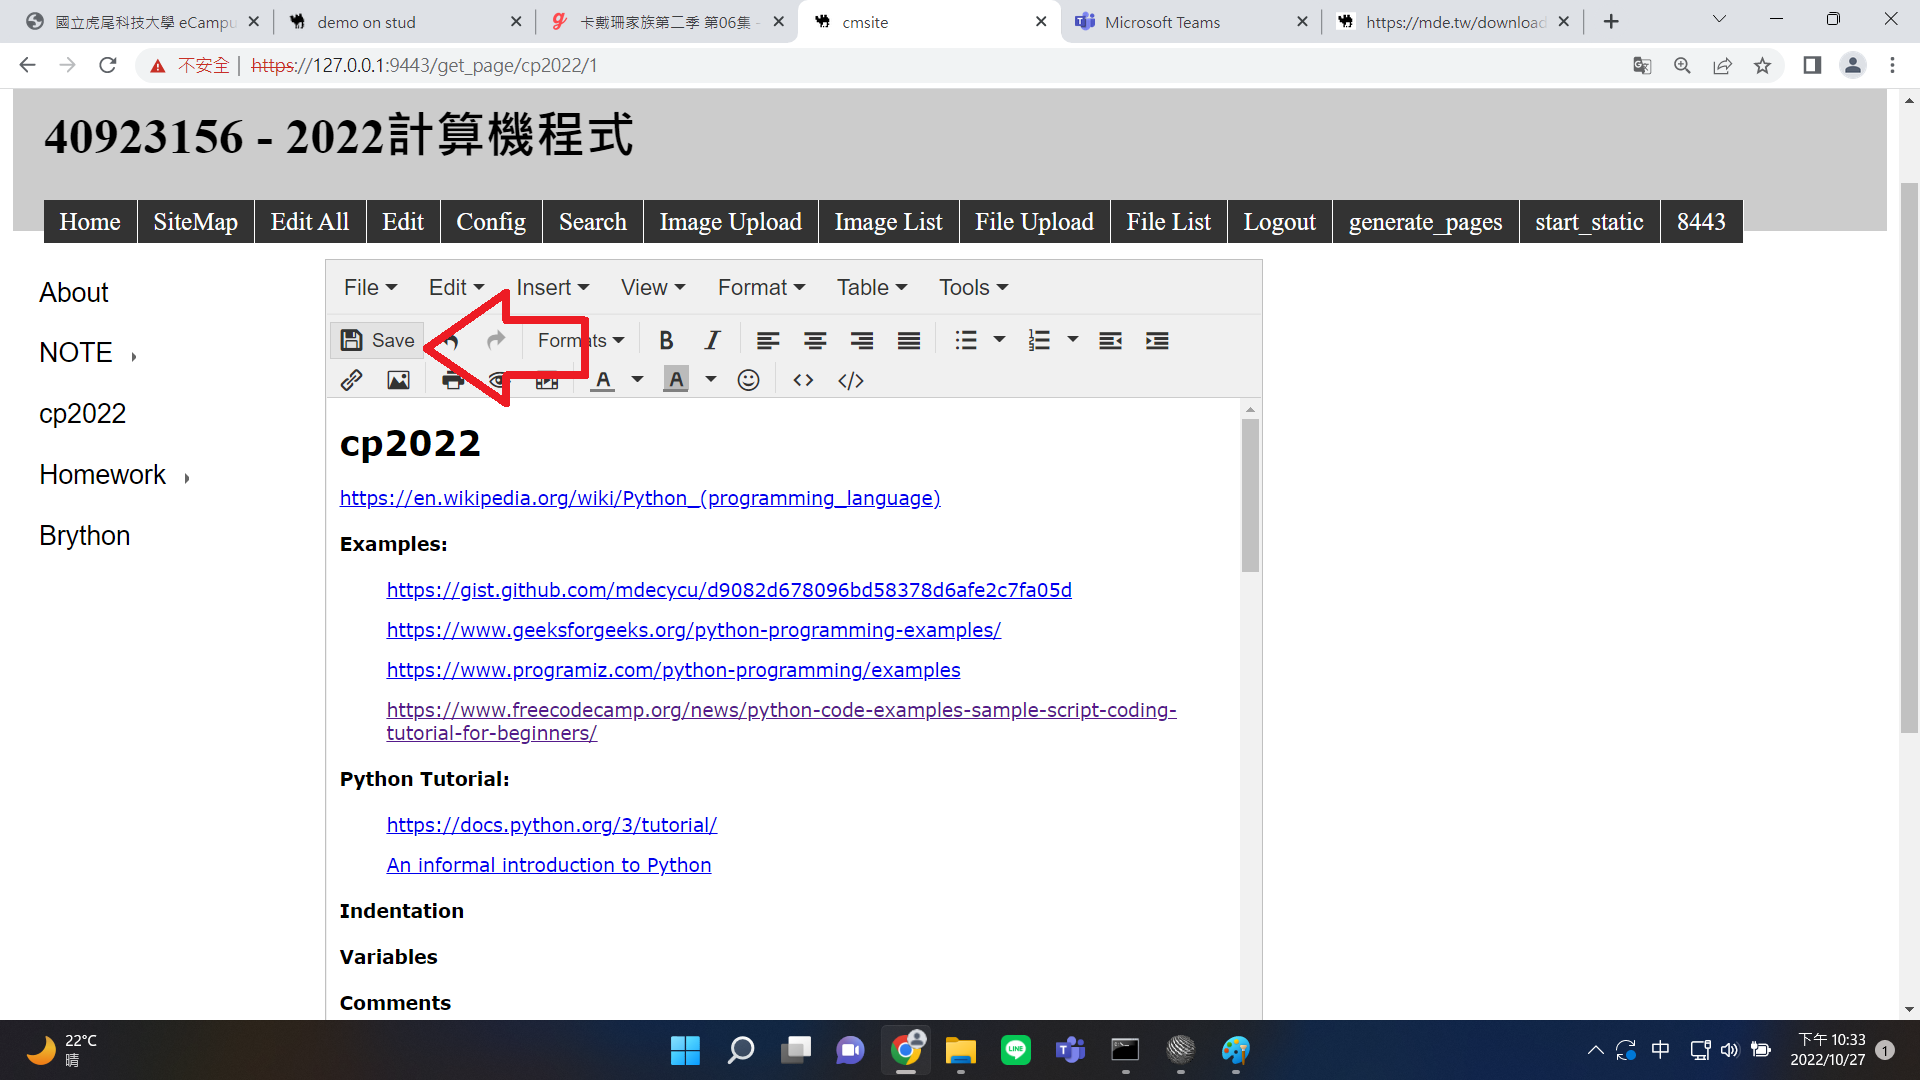 國立虎尾科技大學 eCampu
demo on stud
卡戴珊家族第二季 第06集 -
cmsite
Microsoft Teams
https://mde.tw/download
不安全 | https://127.0.0.1:9443/get_page/cp2022/1
40923156 - 2022計算機程式
Home SiteMap Edit All Edit Config Search Image Upload Image List File Upload File List Logout generate_pages start_static 8443
About
NOTE
cp2022
Homework
Brython
File Edit Insert View Format Table Tools
Save Formats B I
A A
cp2022
https://en.wikipedia.org/wiki/Python_(programming_language)
Examples:
https://gist.github.com/mdecycu/d9082d678096bd58378d6afe2c7fa05d
https://www.geeksforgeeks.org/python-programming-examples/
https://www.programiz.com/python-programming/examples
https://www.freecodecamp.org/news/python-code-examples-sample-script-coding-
tutorial-for-beginners/
Python Tutorial:
https://docs.python.org/3/tutorial/
An informal introduction to Python
Indentation
Variables
Comments
22°C
晴
LINE
中
下午 10:33
2022/10/27
1